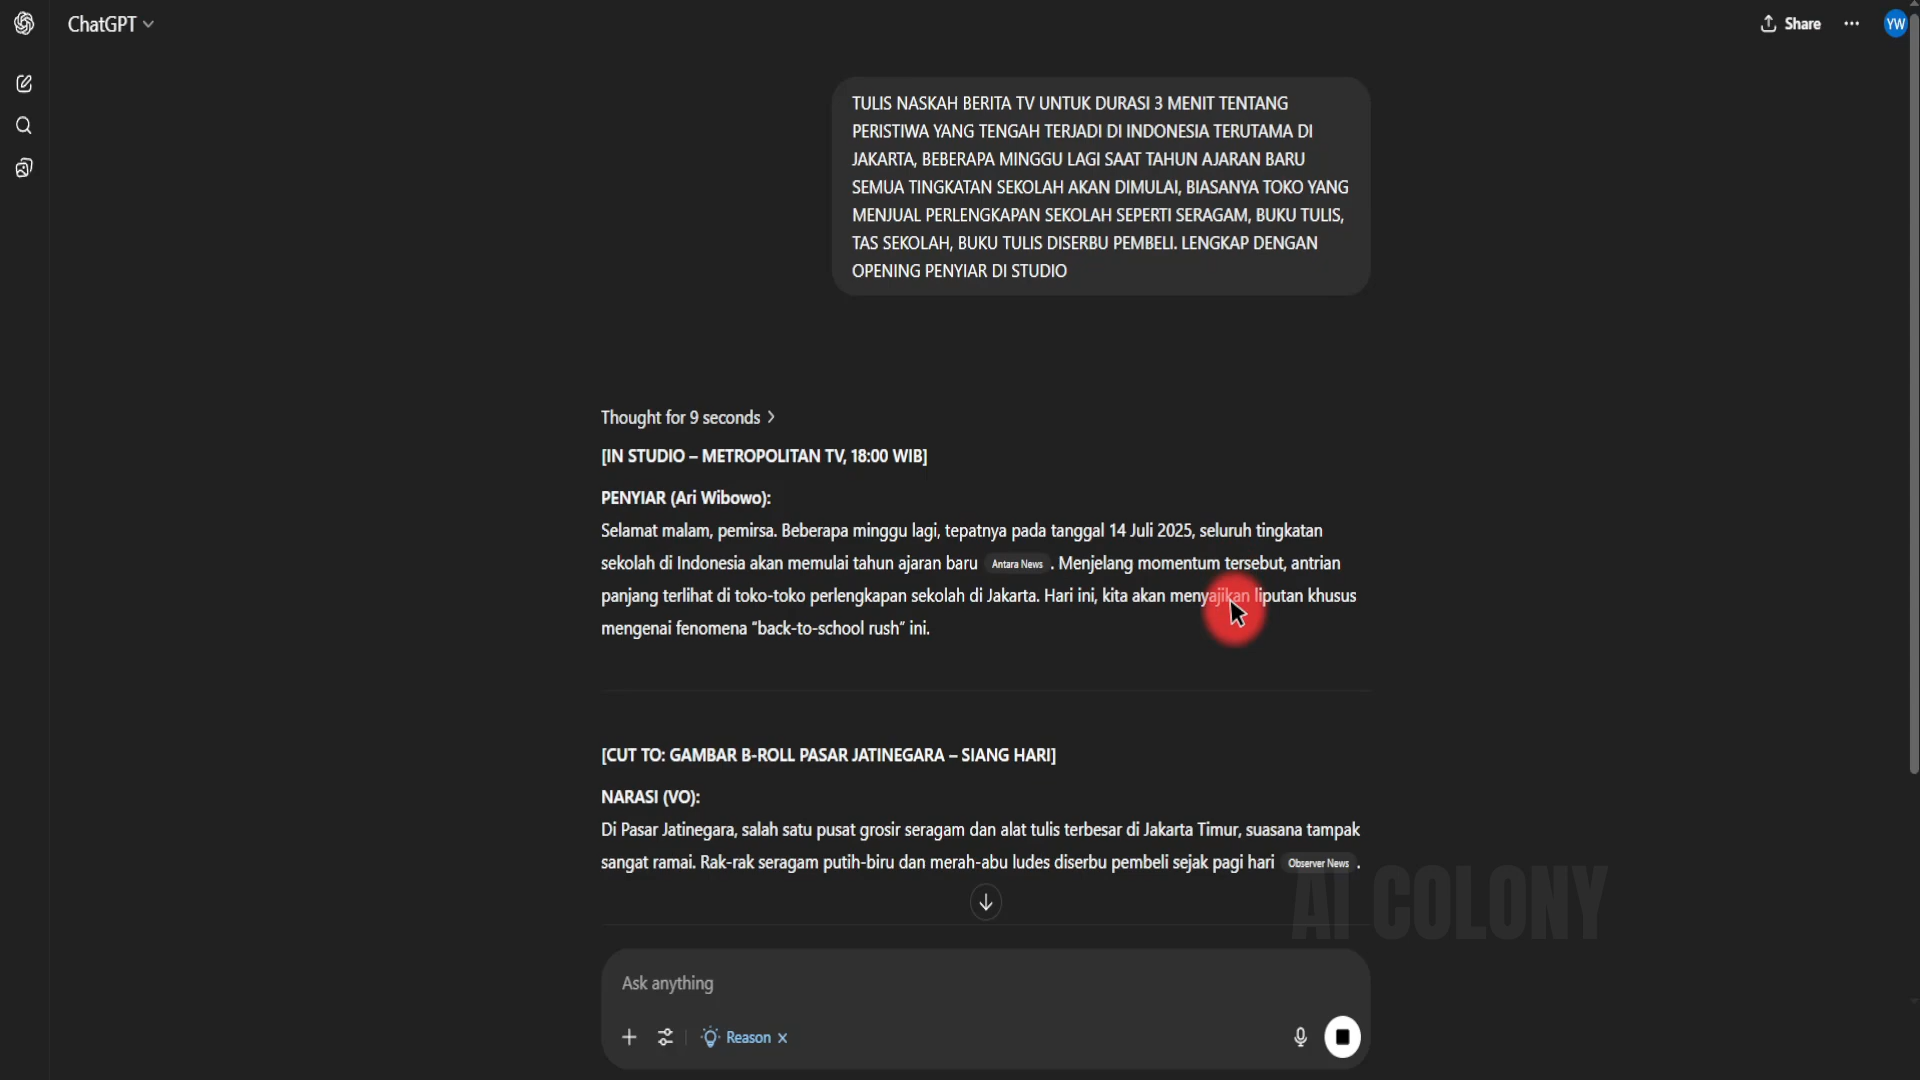 ChatGPT
Share
YW
TULIS NASKAH BERITA TV UNTUK DURASI 3 MENIT TENTANG
PERISTIWA YANG TENGAH TERJADI DI INDONESIA TERUTAMA DI
JAKARTA, BEBERAPA MINGGU LAGI SAAT TAHUN AJARAN BARU
SEMUA TINGKATAN SEKOLAH AKAN DIMULAI, BIASANYA TOKO YANG
MENJUAL PERLENGKAPAN SEKOLAH SEPERTI SERAGAM, BUKU TULIS,
TAS SEKOLAH, BUKU TULIS DISERBU PEMBELI. LENGKAP DENGAN
OPENING PENYIAR DI STUDIO
Thought for 9 seconds
[IN STUDIO – METROPOLITAN TV, 18:00 WIB]
PENYIAR (Ari Wibowo):
Selamat malam, pemirsa. Beberapa minggu lagi, tepatnya pada tanggal 14 Juli 2025, seluruh tingkatan
sekolah di Indonesia akan memulai tahun ajaran baru Antara News . Menjelang momentum tersebut, antrian
panjang terlihat di toko-toko perlengkapan sekolah di Jakarta. Hari ini, kita akan menyajikan liputan khusus
mengenai fenomena “back-to-school rush” ini.
[CUT TO: GAMBAR B-ROLL PASAR JATINEGARA – SIANG HARI]
NARASI (VO):
Di Pasar Jatinegara, salah satu pusat grosir seragam dan alat tulis terbesar di Jakarta Timur, suasana tampak
sangat ramai. Rak-rak seragam putih-biru dan merah-abu ludes diserbu pembeli sejak pagi hari Observer News .
AI COLONY
Ask anything
Reason